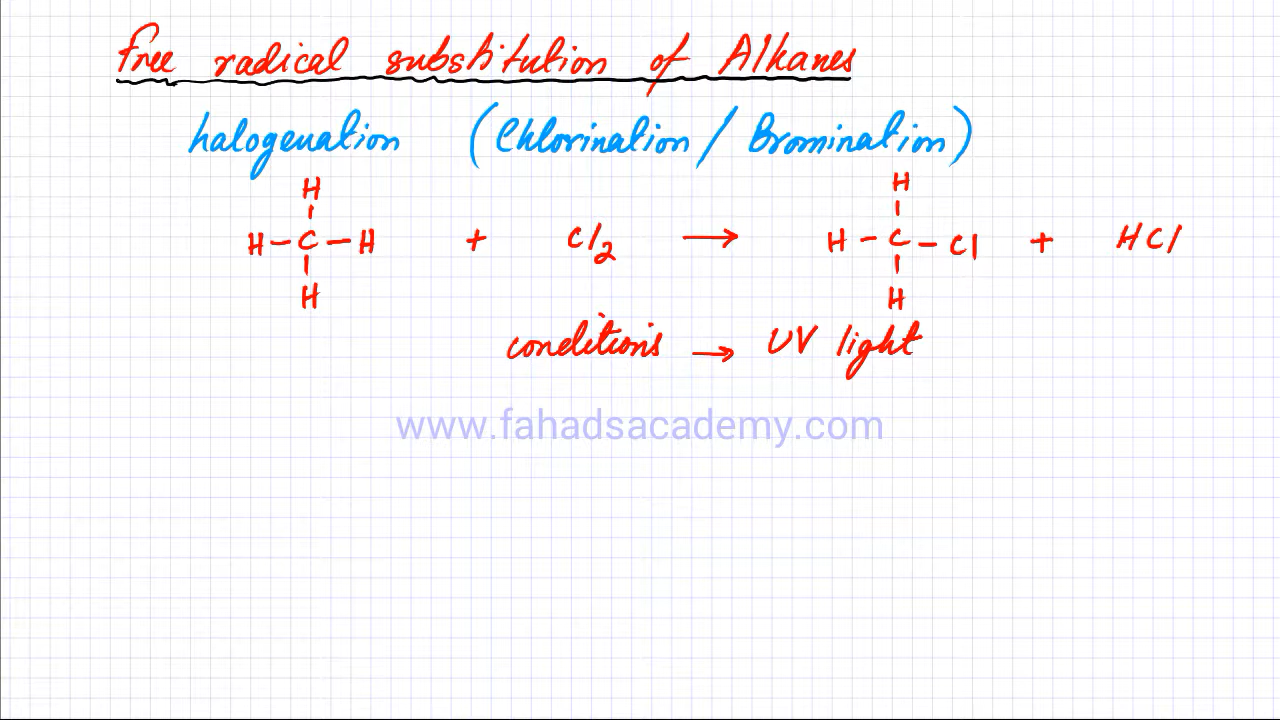 Free radical substitution of Alkanes
halogenation (Chlorination / Bromination)
H H
H - C - H + Cl2 → H - C - Cl + HCl
H H
conditions → UV light
www.fahadsacademy.com